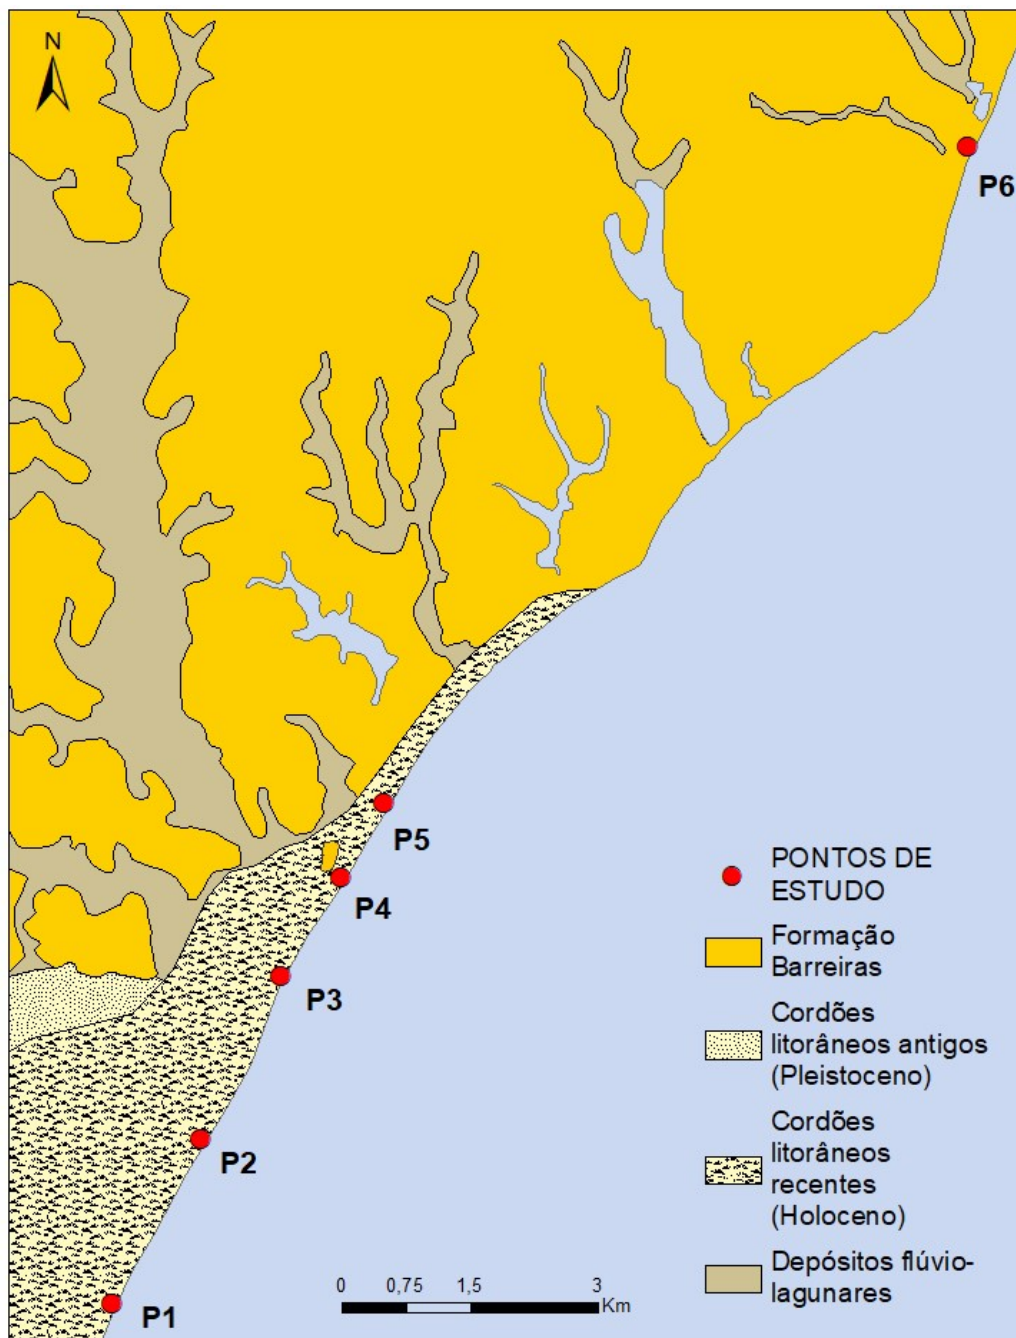 N
P6
P5
P4
P3
P2
P1
PONTOS DE
ESTUDO
Formação
Barreiras
Cordões
litorâneos antigos
(Pleistoceno)
Cordões
litorâneos
recentes
(Holoceno)
Depósitos flúvio-
lagunares
0 0,75 1,5 3
Km